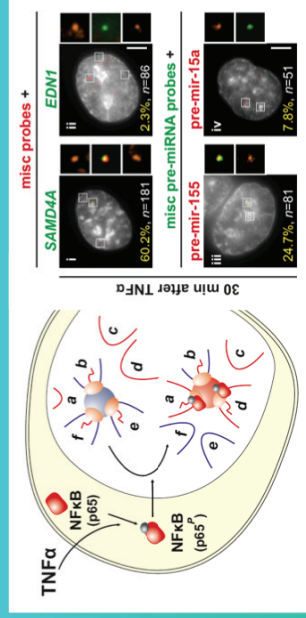 TNFα
NFκB
(p65)
NFκB
(p65ᴾ)
a
b
c
d
e
f
a
b
c
d
e
f
30 min after TNFα
misc probes +
SAMD4A
EDN1
i
60.2%, n=181
ii
2.3%, n=86
misc pre-miRNA probes +
pre-mir-155
pre-mir-15a
iii
24.7%, n=81
iv
7.8%, n=51